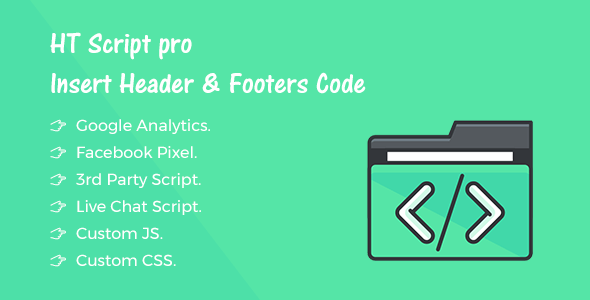 HT Script pro
Insert Header & Footers Code
Google Analytics.
Facebook Pixel.
3rd Party Script.
Live Chat Script.
Custom JS.
Custom CSS.